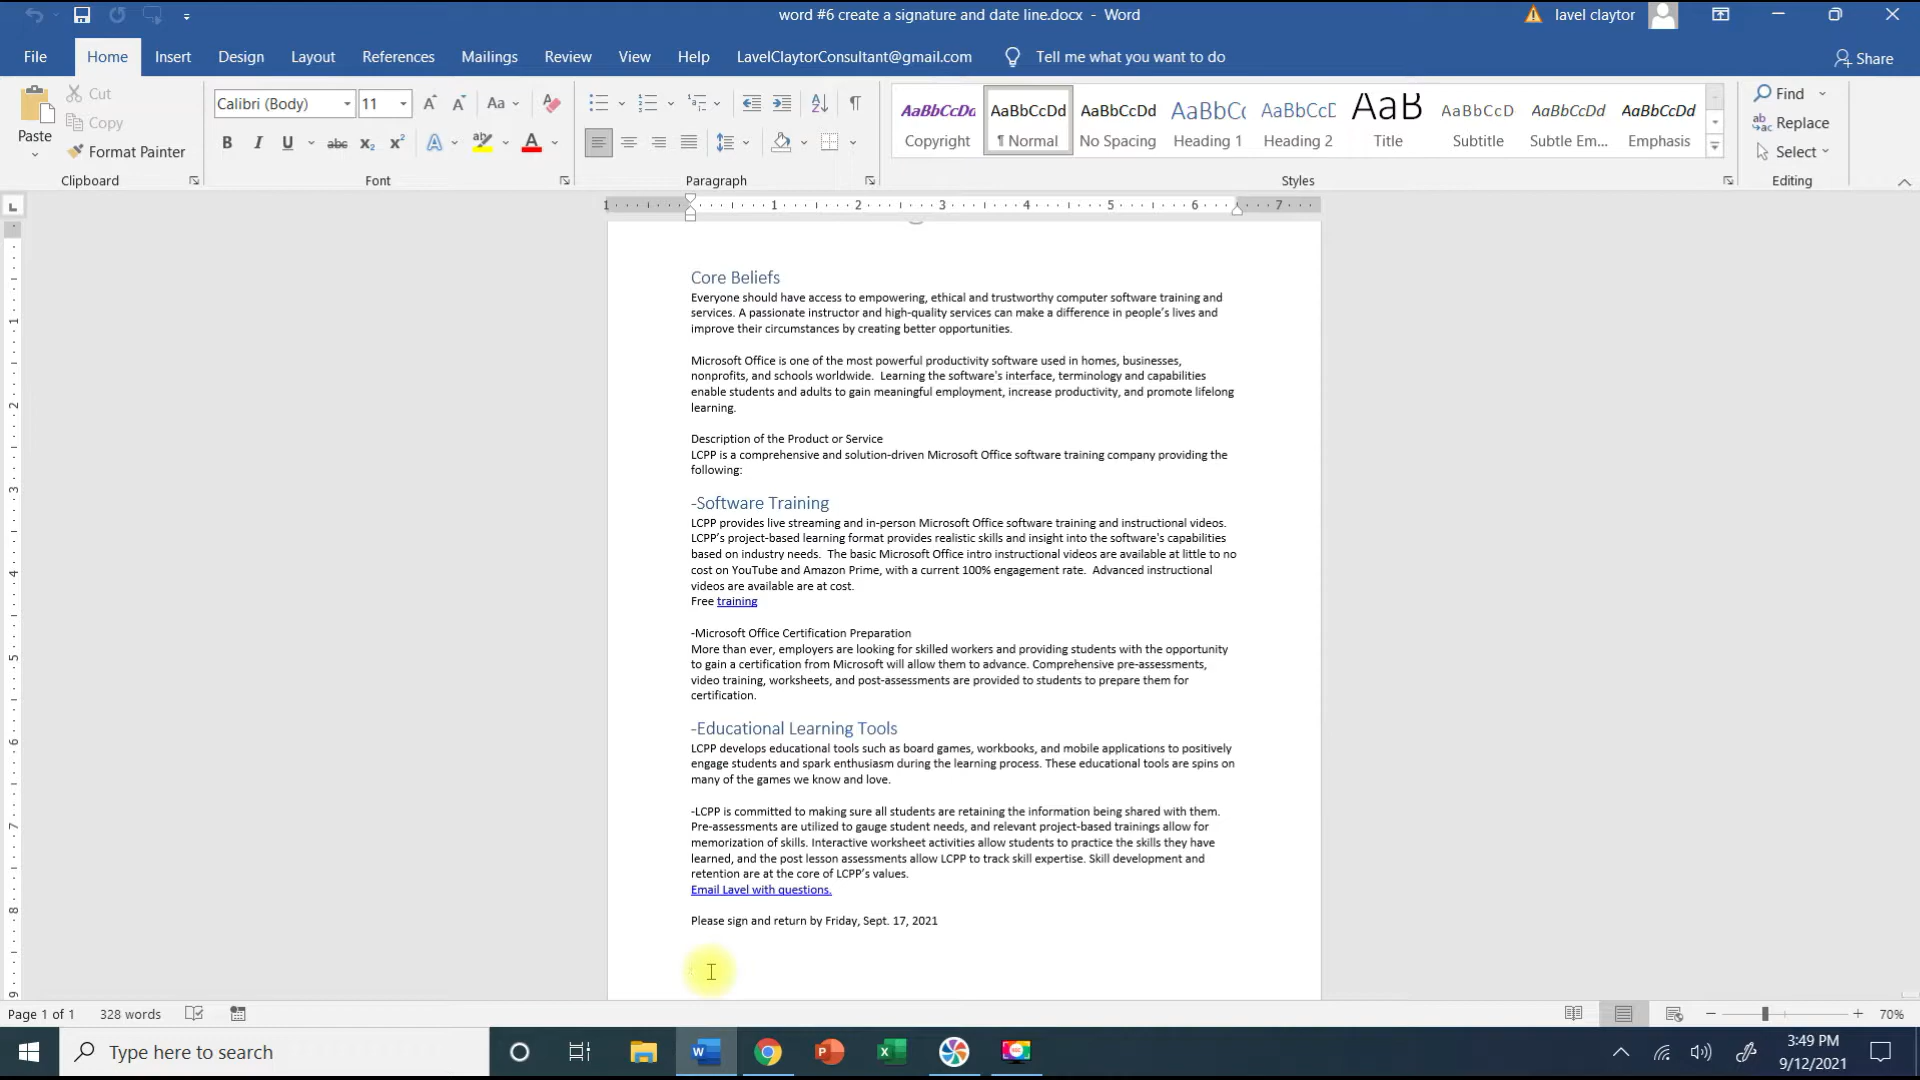 word #6 create a signature and date line.docx - Word
lavel claytor
File Home Insert Design Layout References Mailings Review View Help LavelClaytorConsultant@gmail.com Tell me what you want to do Share
Paste
Cut
Copy
Format Painter
Clipboard
Calibri (Body) 11
Font
Paragraph
AaBbCcDd AaBbCcDd AaBbCcDd AaBbC( AaBbCcD AaB AaBbCcD AaBbCcDd AaBbCcDd
Copyright ¶ Normal No Spacing Heading 1 Heading 2 Title Subtitle Subtle Em... Emphasis
Styles
Find
Replace
Select
Editing
1 1 2 3 4 5 6 7
Core Beliefs
Everyone should have access to empowering, ethical and trustworthy computer software training and
services. A passionate instructor and high-quality services can make a difference in people’s lives and
improve their circumstances by creating better opportunities.
Microsoft Office is one of the most powerful productivity software used in homes, businesses,
nonprofits, and schools worldwide.  Learning the software's interface, terminology and capabilities
enable students and adults to gain meaningful employment, increase productivity, and promote lifelong
learning.
Description of the Product or Service
LCPP is a comprehensive and solution-driven Microsoft Office software training company providing the
following:
-Software Training
LCPP provides live streaming and in-person Microsoft Office software training and instructional videos.
LCPP’s project-based learning format provides realistic skills and insight into the software's capabilities
based on industry needs.  The basic Microsoft Office intro instructional videos are available at little to no
cost on YouTube and Amazon Prime, with a current 100% engagement rate.  Advanced instructional
videos are available are at cost.
Free training
-Microsoft Office Certification Preparation
More than ever, employers are looking for skilled workers and providing students with the opportunity
to gain a certification from Microsoft will allow them to advance. Comprehensive pre-assessments,
video training, worksheets, and post-assessments are provided to students to prepare them for
certification.
-Educational Learning Tools
LCPP develops educational tools such as board games, workbooks, and mobile applications to positively
engage students and spark enthusiasm during the learning process. These educational tools are spins on
many of the games we know and love.
-LCPP is committed to making sure all students are retaining the information being shared with them.
Pre-assessments are utilized to gauge student needs, and relevant project-based trainings allow for
memorization of skills. Interactive worksheet activities allow students to practice the skills they have
learned, and the post lesson assessments allow LCPP to track skill expertise. Skill development and
retention are at the core of LCPP’s values.
Email Lavel with questions.
Please sign and return by Friday, Sept. 17, 2021
Page 1 of 1 328 words 70%
Type here to search
3:49 PM
9/12/2021